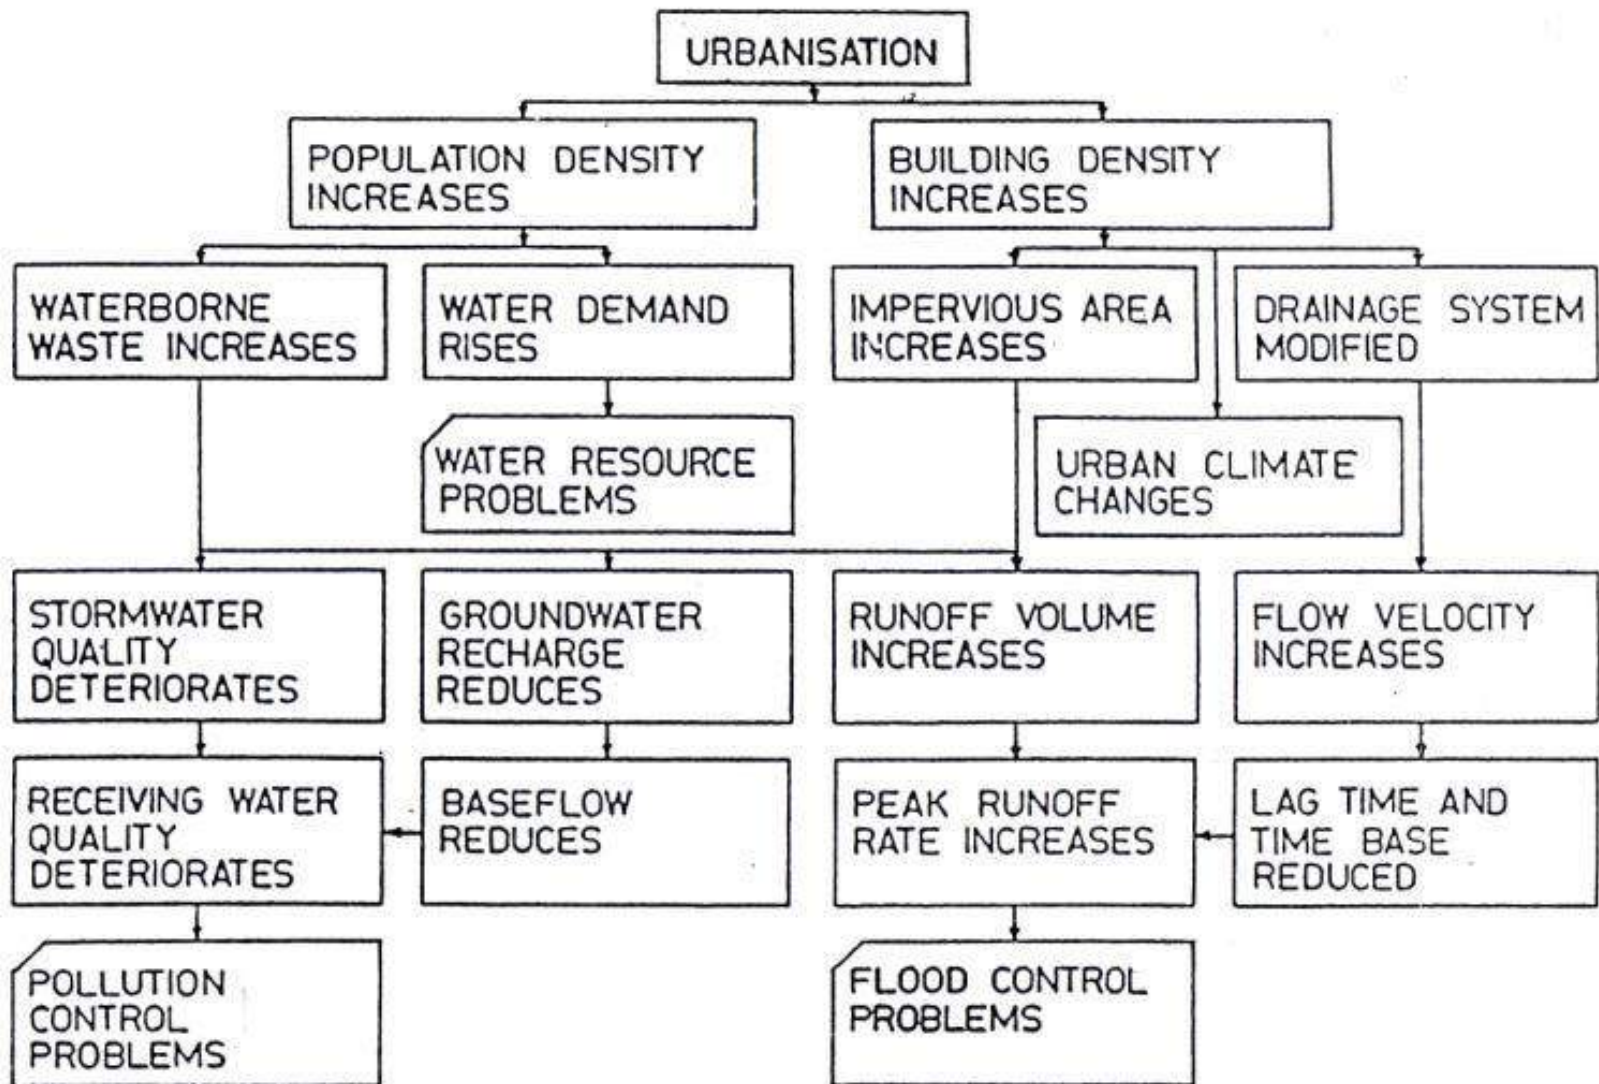 URBANISATION
POPULATION DENSITY
INCREASES
BUILDING DENSITY
INCREASES
WATERBORNE
WASTE INCREASES
WATER DEMAND
RISES
IMPERVIOUS AREA
INCREASES
DRAINAGE SYSTEM
MODIFIED
WATER RESOURCE
PROBLEMS
URBAN CLIMATE
CHANGES
STORMWATER
QUALITY
DETERIORATES
GROUNDWATER
RECHARGE
REDUCES
RUNOFF VOLUME
INCREASES
FLOW VELOCITY
INCREASES
RECEIVING WATER
QUALITY
DETERIORATES
BASEFLOW
REDUCES
PEAK RUNOFF
RATE INCREASES
LAG TIME AND
TIME BASE
REDUCED
POLLUTION
CONTROL
PROBLEMS
FLOOD CONTROL
PROBLEMS